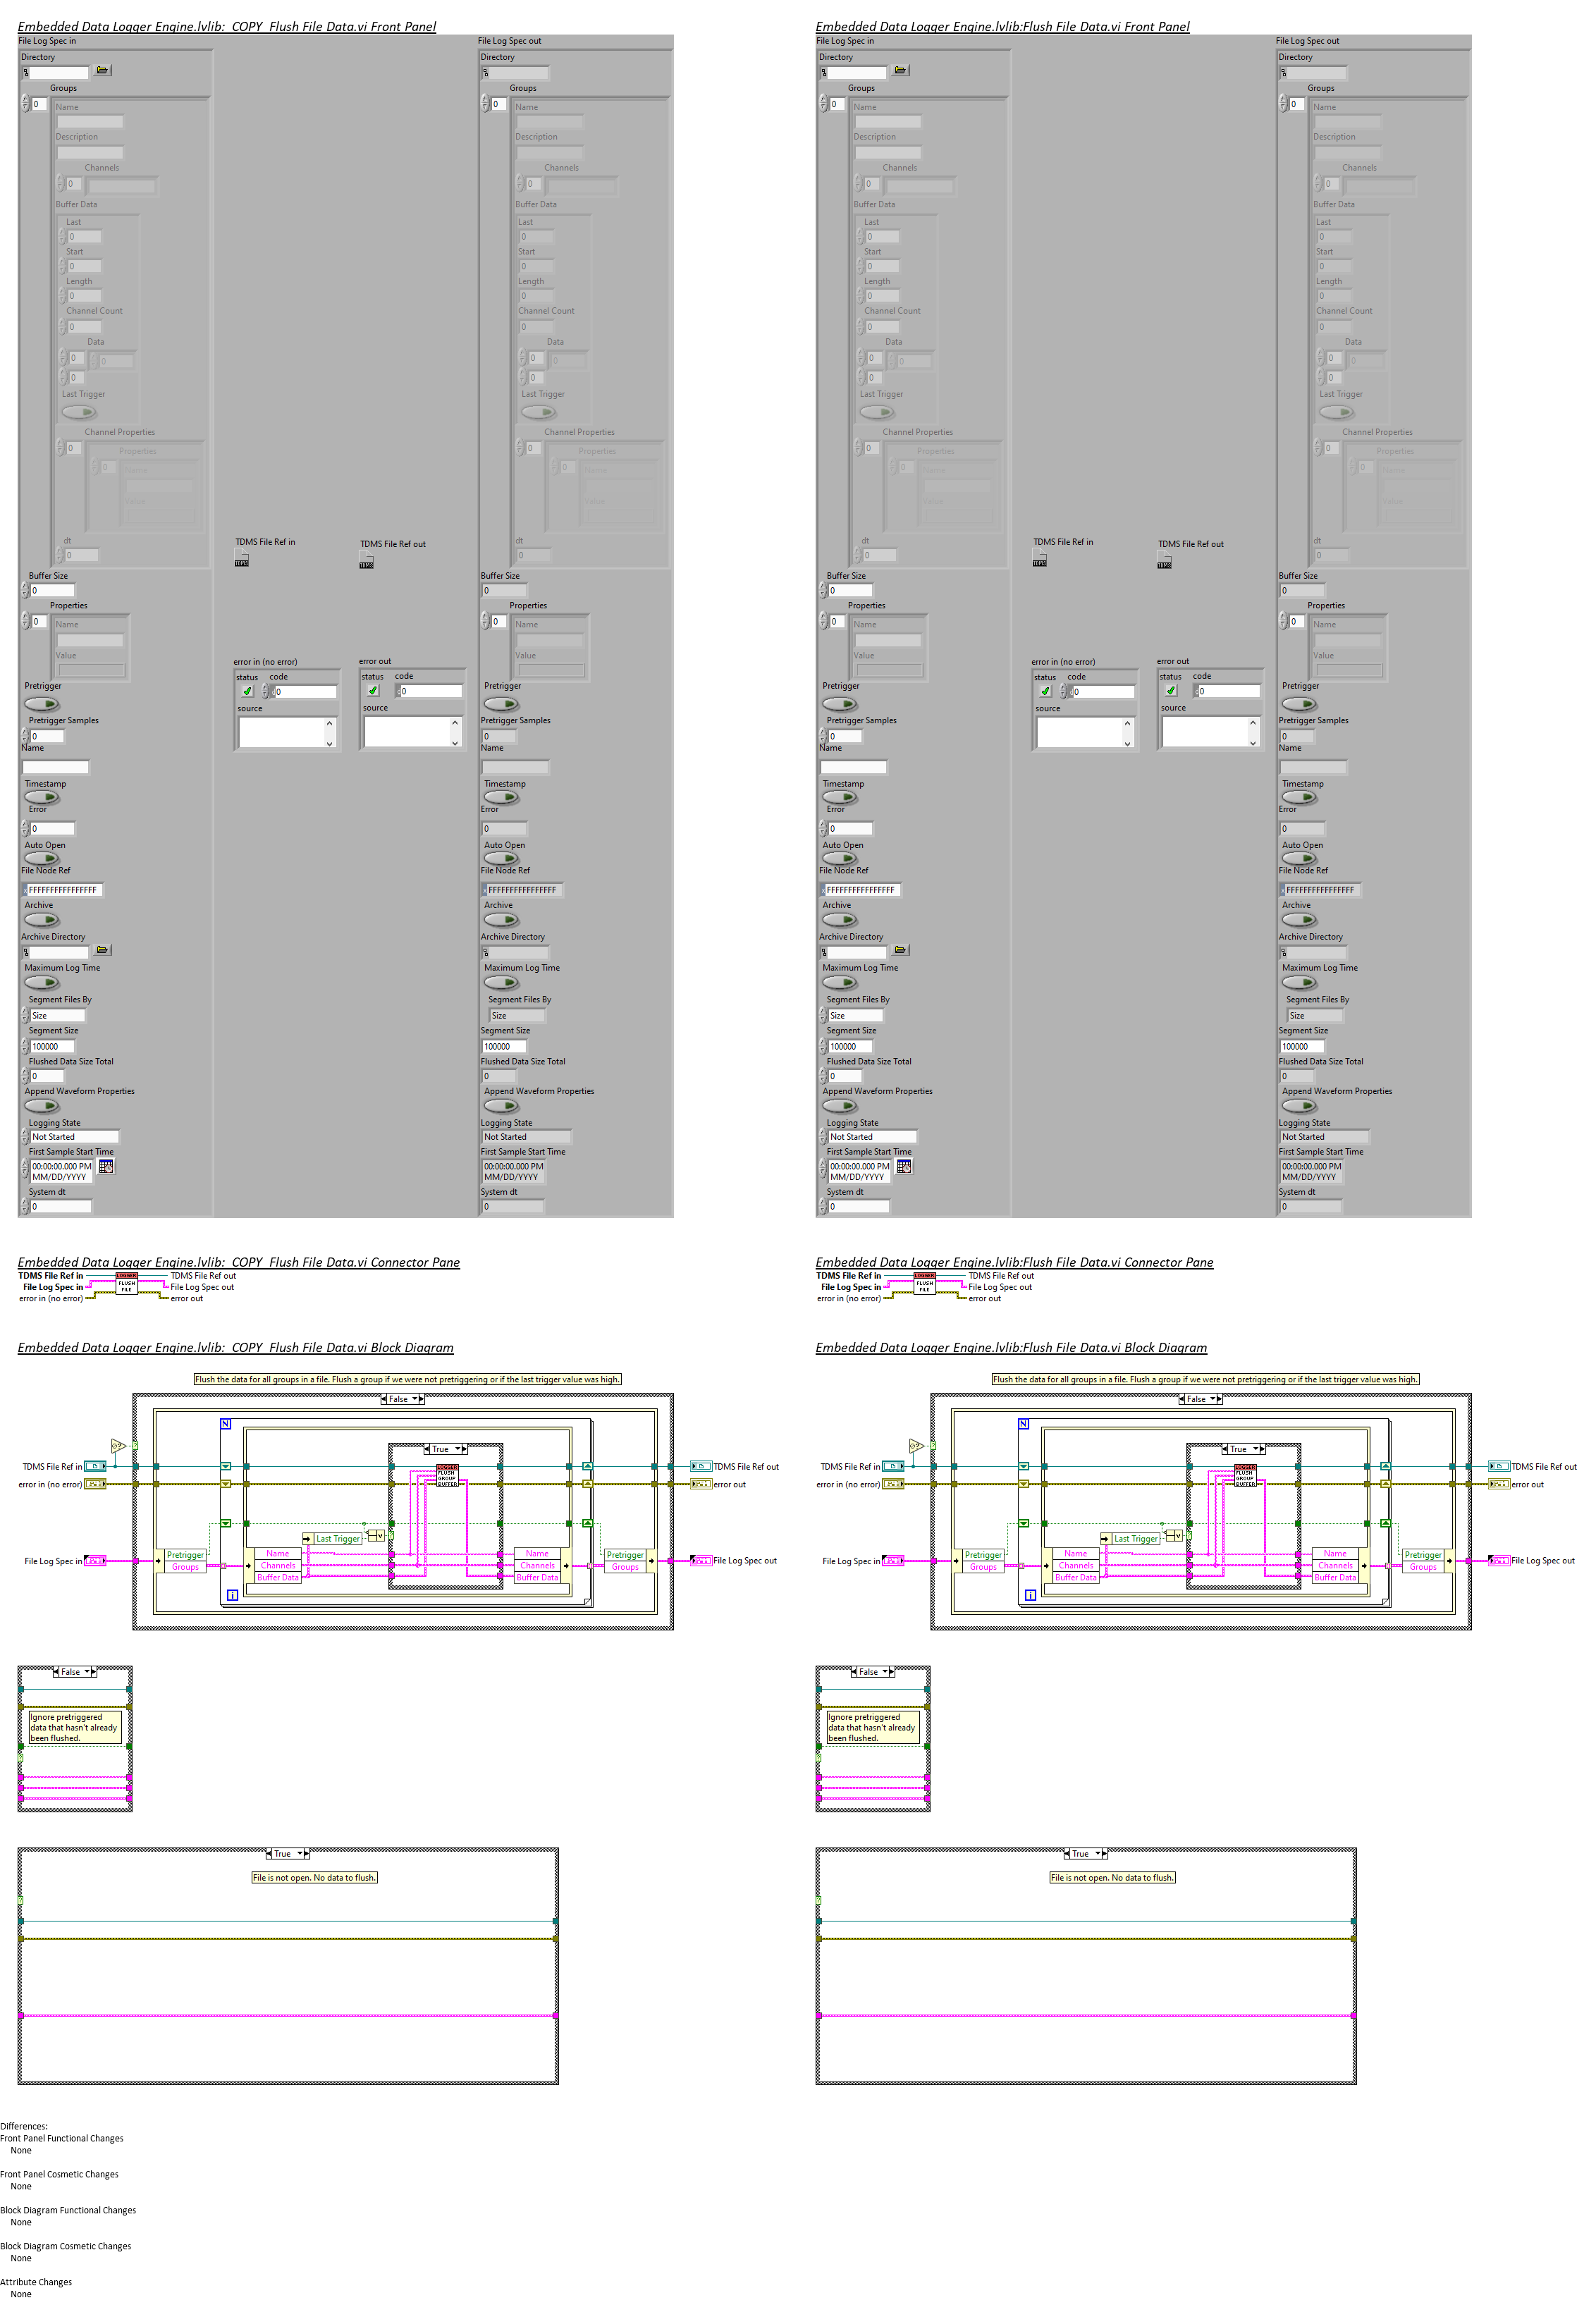 Embedded Data Logger Engine.lvlib:_COPY_Flush File Data.vi Front Panel
File Log Spec in
File Log Spec out
Directory
Directory
Groups
Groups
0
0
Name
Name
Description
Description
Channels
Channels
0
0
Buffer Data
Buffer Data
Last
Last
0
0
Start
Start
0
0
Length
Length
0
0
Channel Count
Channel Count
0
0
Data
Data
0
0
0
0
0
0
Last Trigger
Last Trigger
Channel Properties
Channel Properties
0
0
Properties
Properties
0
0
Name
Name
Value
Value
TDMS File Ref in
TDMS File Ref out
dt
dt
0
0
Buffer Size
Buffer Size
0
0
Properties
Properties
0
0
Name
Name
Value
Value
error in (no error)
error out
status code
status code
0
0
source
source
Pretrigger
Pretrigger
Pretrigger Samples
Pretrigger Samples
0
0
Name
Name
Timestamp
Timestamp
Error
Error
0
0
Auto Open
Auto Open
File Node Ref
File Node Ref
FFFFFFFFFFFFFFFF
FFFFFFFFFFFFFFFF
Archive
Archive
Archive Directory
Archive Directory
Maximum Log Time
Maximum Log Time
Segment Files By
Segment Files By
Size
Size
Segment Size
Segment Size
100000
100000
Flushed Data Size Total
Flushed Data Size Total
0
0
Append Waveform Properties
Append Waveform Properties
Logging State
Logging State
Not Started
Not Started
First Sample Start Time
First Sample Start Time
00:00:00.000 PM
00:00:00.000 PM
MM/DD/YYYY
MM/DD/YYYY
System dt
System dt
0
0
Embedded Data Logger Engine.lvlib:Flush File Data.vi Front Panel
File Log Spec in
File Log Spec out
Directory
Directory
Groups
Groups
0
0
Name
Name
Description
Description
Channels
Channels
0
0
Buffer Data
Buffer Data
Last
Last
0
0
Start
Start
0
0
Length
Length
0
0
Channel Count
Channel Count
0
0
Data
Data
0
0
0
0
0
0
Last Trigger
Last Trigger
Channel Properties
Channel Properties
0
0
Properties
Properties
0
0
Name
Name
Value
Value
TDMS File Ref in
TDMS File Ref out
dt
dt
0
0
Buffer Size
Buffer Size
0
0
Properties
Properties
0
0
Name
Name
Value
Value
error in (no error)
error out
status code
status code
0
0
source
source
Pretrigger
Pretrigger
Pretrigger Samples
Pretrigger Samples
0
0
Name
Name
Timestamp
Timestamp
Error
Error
0
0
Auto Open
Auto Open
File Node Ref
File Node Ref
FFFFFFFFFFFFFFFF
FFFFFFFFFFFFFFFF
Archive
Archive
Archive Directory
Archive Directory
Maximum Log Time
Maximum Log Time
Segment Files By
Segment Files By
Size
Size
Segment Size
Segment Size
100000
100000
Flushed Data Size Total
Flushed Data Size Total
0
0
Append Waveform Properties
Append Waveform Properties
Logging State
Logging State
Not Started
Not Started
First Sample Start Time
First Sample Start Time
00:00:00.000 PM
00:00:00.000 PM
MM/DD/YYYY
MM/DD/YYYY
System dt
System dt
0
0
Embedded Data Logger Engine.lvlib:_COPY_Flush File Data.vi Connector Pane
TDMS File Ref in LOGGER TDMS File Ref out
File Log Spec in FLUSH File Log Spec out
error in (no error) FILE error out
Embedded Data Logger Engine.lvlib:Flush File Data.vi Connector Pane
TDMS File Ref in LOGGER TDMS File Ref out
File Log Spec in FLUSH File Log Spec out
error in (no error) FILE error out
Embedded Data Logger Engine.lvlib:_COPY_Flush File Data.vi Block Diagram
Flush the data for all groups in a file. Flush a group if we were not pretriggering or if the last trigger value was high.
False
N
True
TDMS File Ref in
LOGGER
FLUSH
GROUP
BUFFER
TDMS File Ref out
error in (no error)
error out
Last Trigger
File Log Spec in
Pretrigger
Groups
Name
Channels
Buffer Data
Name
Channels
Buffer Data
Pretrigger
Groups
File Log Spec out
i
False
Ignore pretriggered
data that hasn't already
been flushed.
True
File is not open. No data to flush.
Embedded Data Logger Engine.lvlib:Flush File Data.vi Block Diagram
Flush the data for all groups in a file. Flush a group if we were not pretriggering or if the last trigger value was high.
False
N
True
TDMS File Ref in
LOGGER
FLUSH
GROUP
BUFFER
TDMS File Ref out
error in (no error)
error out
Last Trigger
File Log Spec in
Pretrigger
Groups
Name
Channels
Buffer Data
Name
Channels
Buffer Data
Pretrigger
Groups
File Log Spec out
i
False
Ignore pretriggered
data that hasn't already
been flushed.
True
File is not open. No data to flush.
Differences:
Front Panel Functional Changes
None
Front Panel Cosmetic Changes
None
Block Diagram Functional Changes
None
Block Diagram Cosmetic Changes
None
Attribute Changes
None